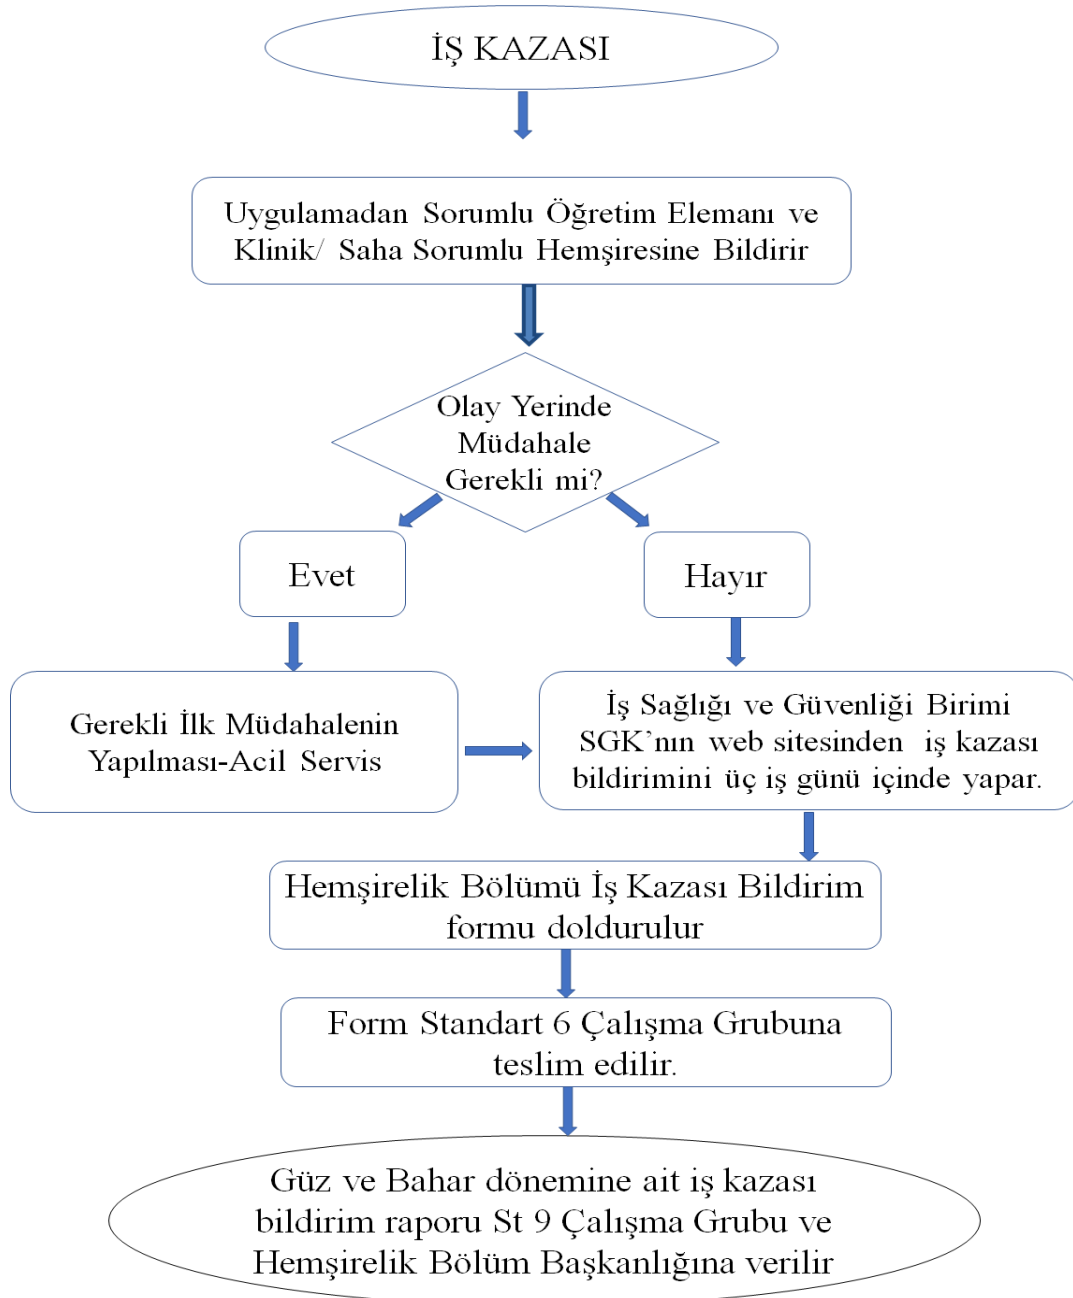 İŞ KAZASI
Uygulamadan Sorumlu Öğretim Elemanı ve
Klinik/ Saha Sorumlu Hemşiresine Bildirir
Olay Yerinde
Müdahale
Gerekli mi?
Evet
Hayır
Gerekli İlk Müdahalenin
Yapılması-Acil Servis
İş Sağlığı ve Güvenliği Birimi
SGK’nın web sitesinden iş kazası
bildirimini üç iş günü içinde yapar.
Hemşirelik Bölümü İş Kazası Bildirim
formu doldurulur
Form Standart 6 Çalışma Grubuna
teslim edilir.
Güz ve Bahar dönemine ait iş kazası
bildirim raporu St 9 Çalışma Grubu ve
Hemşirelik Bölüm Başkanlığına verilir